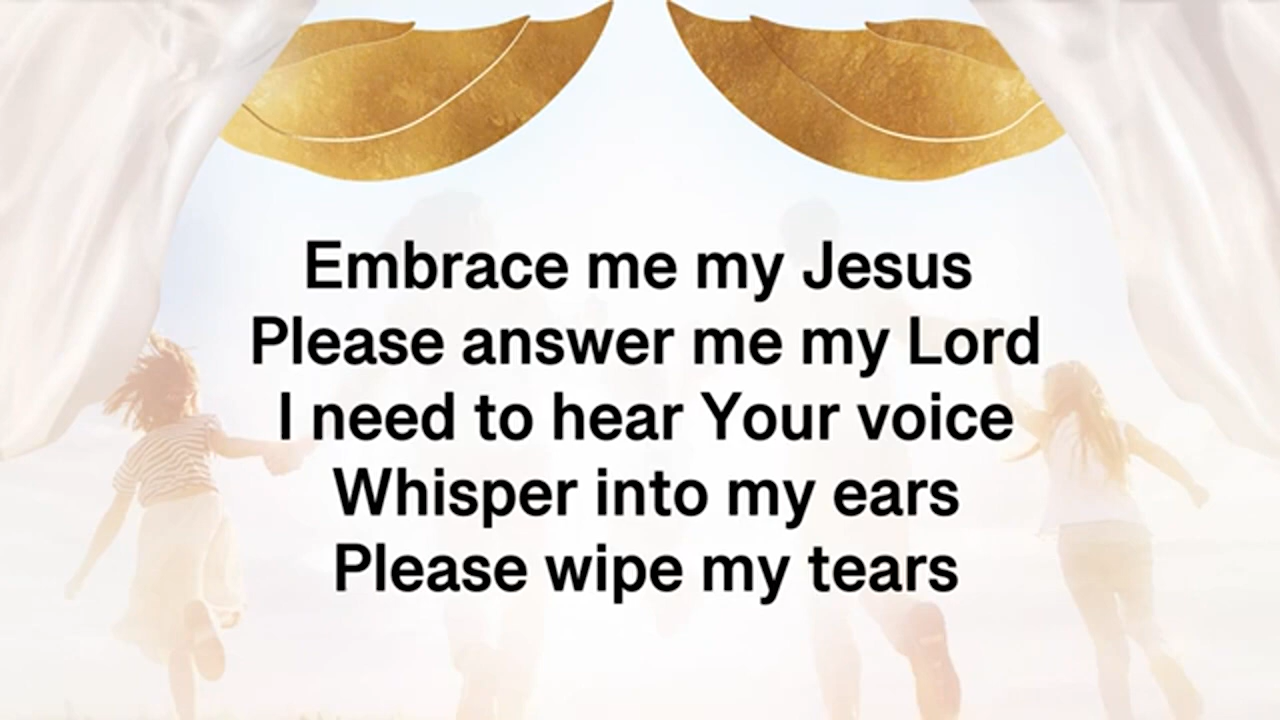 Embrace me my Jesus
Please answer me my Lord
I need to hear Your voice
Whisper into my ears
Please wipe my tears